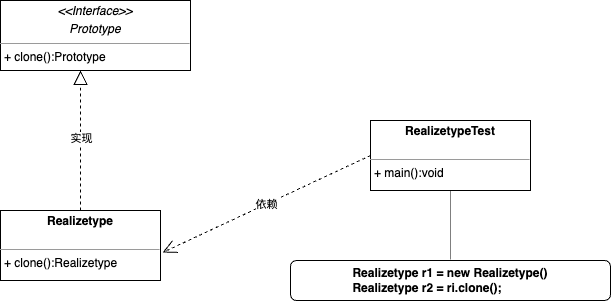 <<Interface>>
Prototype
+ clone():Prototype
实现
RealizetypeTest
+ main():void
依赖
Realizetype
+ clone():Realizetype
Realizetype r1 = new Realizetype()
Realizetype r2 = ri.clone();